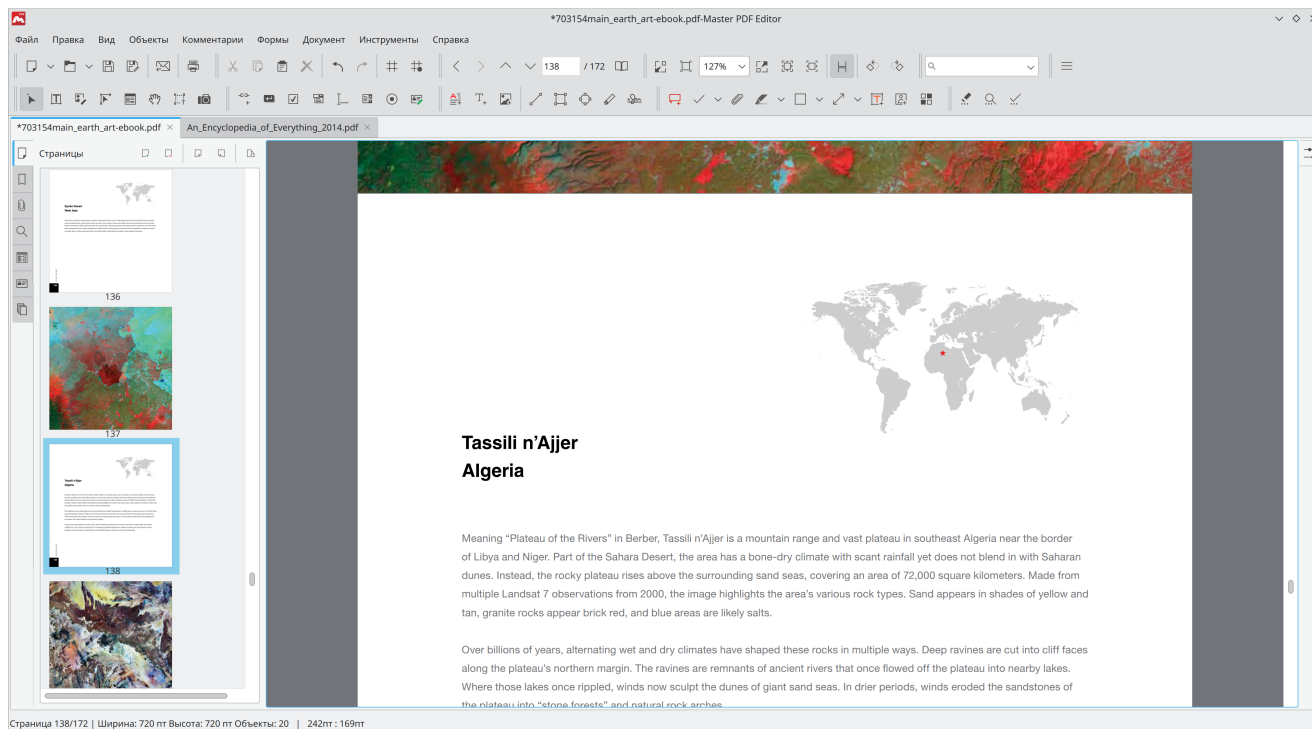 *703154main_earth_art-ebook.pdf-Master PDF Editor
Файл Правка Вид Объекты Комментарии Формы Документ Инструменты Справка
138 / 172 127%
*703154main_earth_art-ebook.pdf An_Encyclopedia_of_Everything_2014.pdf
Страницы
136
137
138
Tassili n’Ajjer
Algeria
Meaning “Plateau of the Rivers” in Berber, Tassili n’Ajjer is a mountain range and vast plateau in southeast Algeria near the border
of Libya and Niger. Part of the Sahara Desert, the area has a bone-dry climate with scant rainfall yet does not blend in with Saharan
dunes. Instead, the rocky plateau rises above the surrounding sand seas, covering an area of 72,000 square kilometers. Made from
multiple Landsat 7 observations from 2000, the image highlights the area’s various rock types. Sand appears in shades of yellow and
tan, granite rocks appear brick red, and blue areas are likely salts.
Over billions of years, alternating wet and dry climates have shaped these rocks in multiple ways. Deep ravines are cut into cliff faces
along the plateau’s northern margin. The ravines are remnants of ancient rivers that once flowed off the plateau into nearby lakes.
Where those lakes once rippled, winds now sculpt the dunes of giant sand seas. In drier periods, winds eroded the sandstones of
the plateau into “stone forests” and natural rock arches.
Страница 138/172 | Ширина: 720 пт Высота: 720 пт Объекты: 20 | 242пт : 169пт